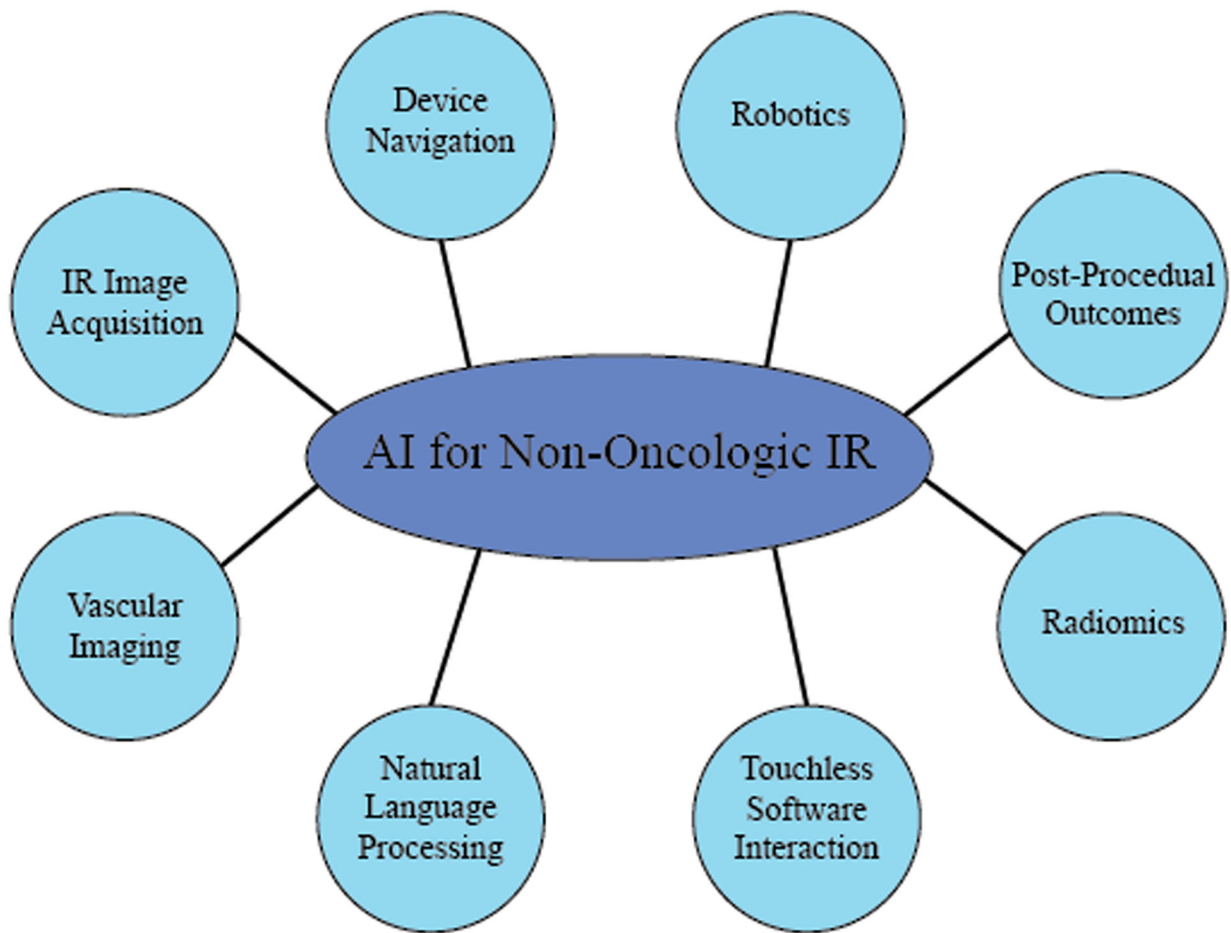 Device
Navigation
Robotics
IR Image
Acquisition
Post-Procedual
Outcomes
AI for Non-Oncologic IR
Vascular
Imaging
Radiomics
Natural
Language
Processing
Touchless
Software
Interaction